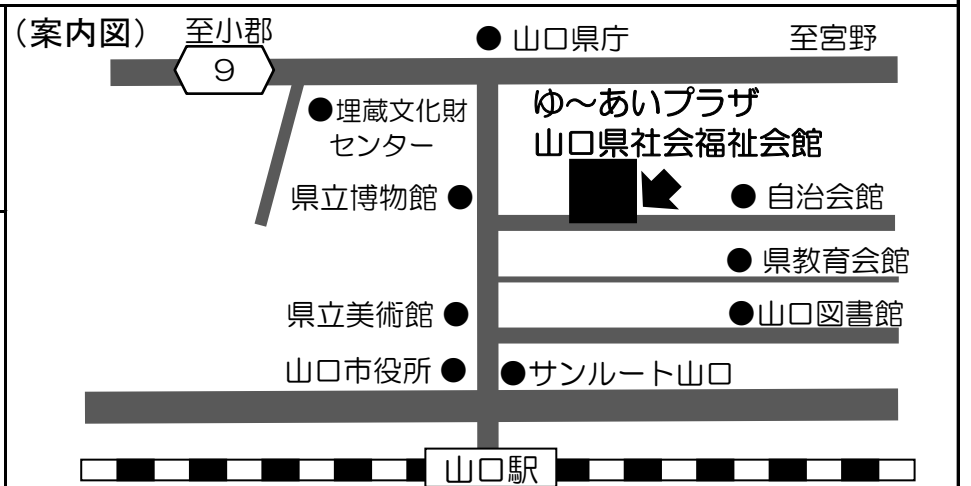 （案内図）
至小郡
● 山口県庁
至宮野
９
●埋蔵文化財
センター
ゆ～あいプラザ
山口県社会福祉会館
県立博物館 ●
● 自治会館
● 県教育会館
県立美術館 ●
●山口図書館
山口市役所 ●
●サンルート山口
山口駅